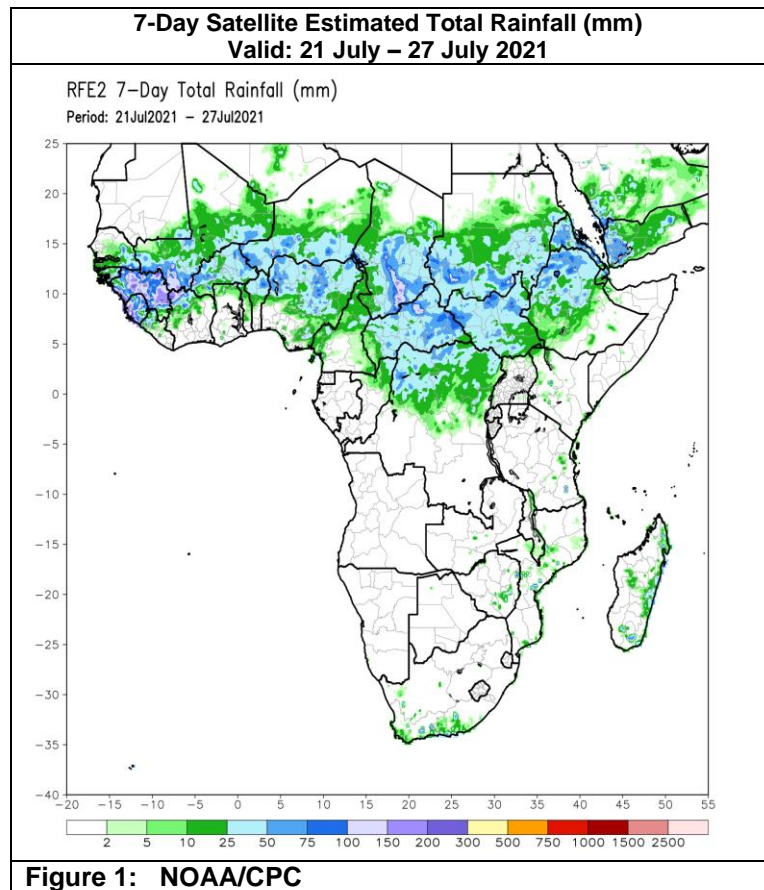 7-Day Satellite Estimated Total Rainfall (mm)
Valid: 21 July – 27 July 2021
RFE2 7-Day Total Rainfall (mm)
Period: 21Jul2021 – 27Jul2021
25
20
15
10
5
0
-5
-10
-15
-20
-25
-30
-35
-40
-20 -15 -10 -5 0 5 10 15 20 25 30 35 40 45 50 55
2 5 10 25 50 75 100 150 200 300 500 750 1000 1500 2500
Figure 1: NOAA/CPC